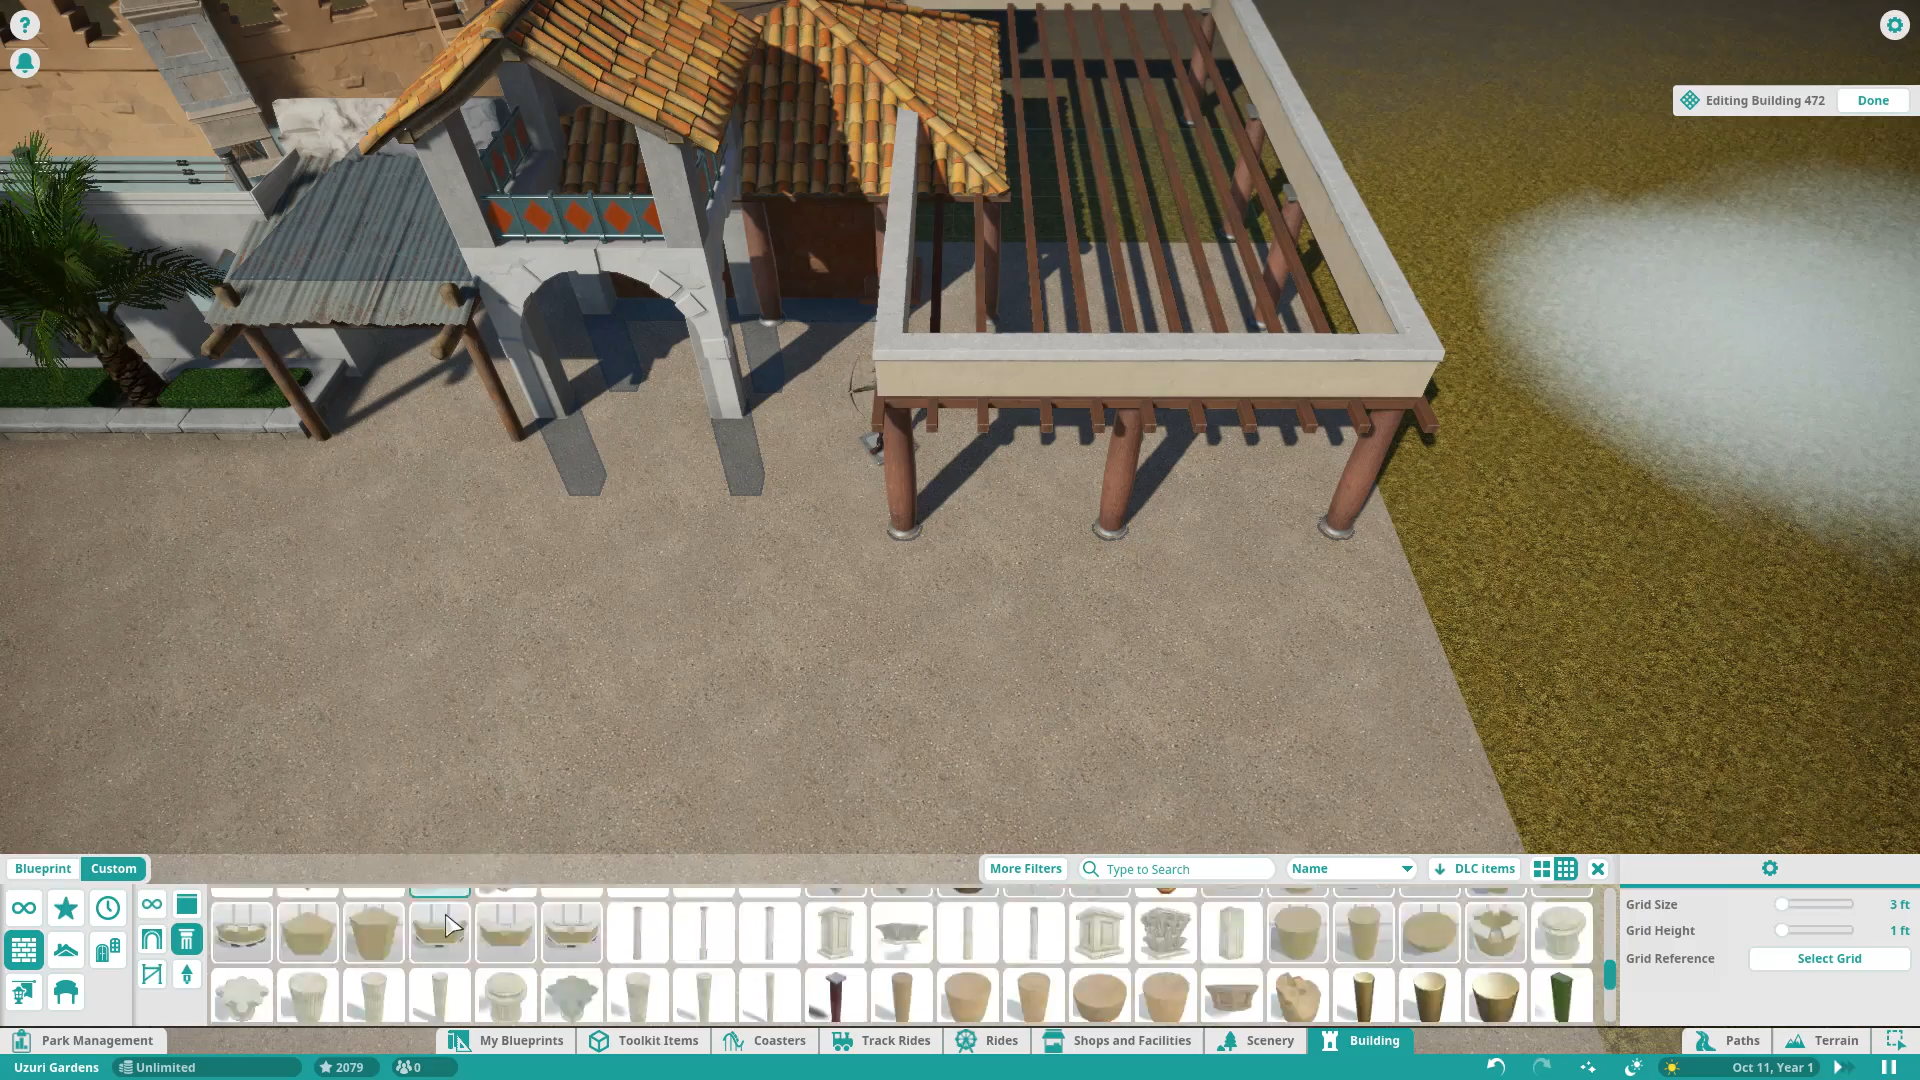 ?
Editing Building 472
Done
Blueprint
Custom
More Filters
Type to Search
Name
DLC items
Grid Size
3 ft
Grid Height
1 ft
Grid Reference
Select Grid
Park Management
My Blueprints
Toolkit Items
Coasters
Track Rides
Rides
Shops and Facilities
Scenery
Building
Paths
Terrain
Uzuri Gardens
Unlimited
2079
0
Oct 11, Year 1